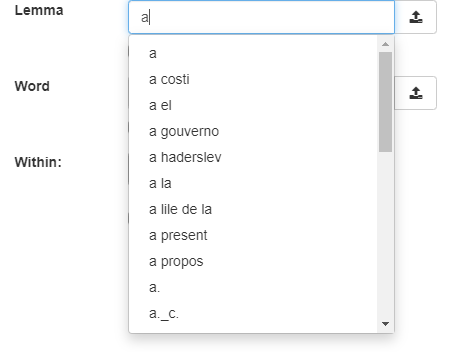 Lemma
a
a
a costi
a el
a gouverno
a haderslev
a la
a lile de la
a present
a propos
a.
a._c.
Word
Within: